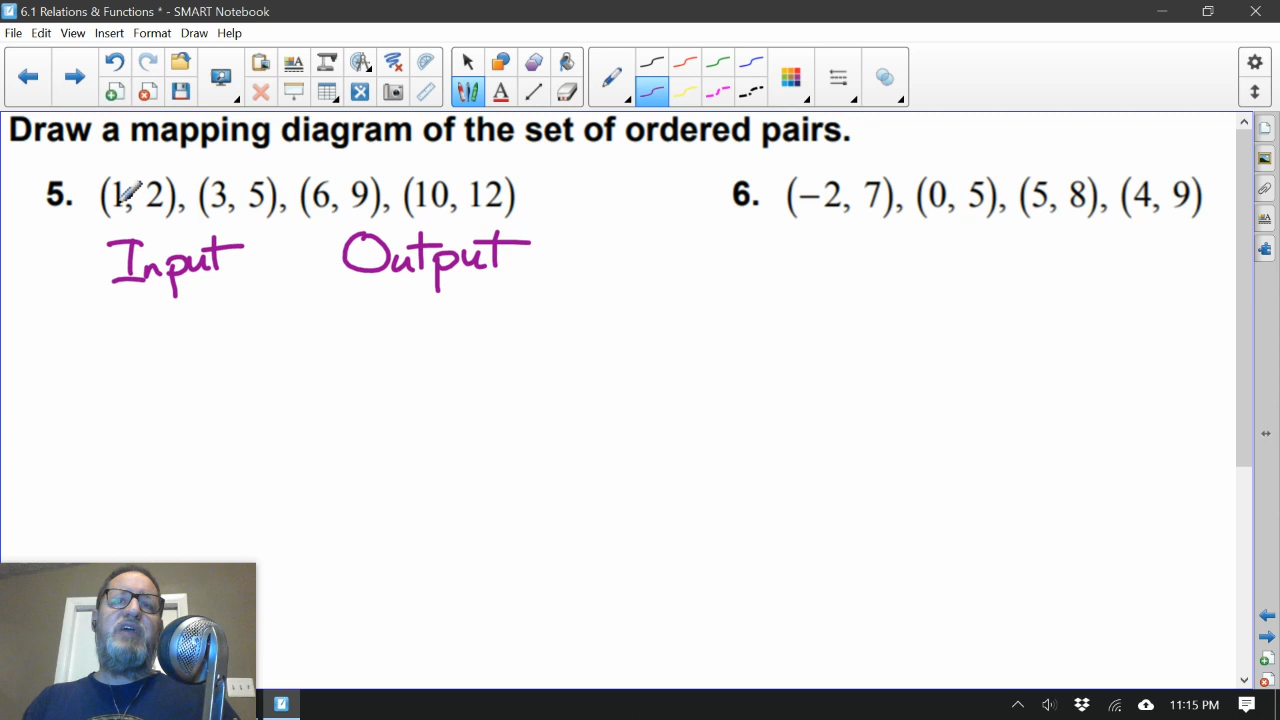 6.1 Relations & Functions * - SMART Notebook
File Edit View Insert Format Draw Help
Draw a mapping diagram of the set of ordered pairs.
5. (1, 2), (3, 5), (6, 9), (10, 12)
6. (−2, 7), (0, 5), (5, 8), (4, 9)
Input Output
11:15 PM